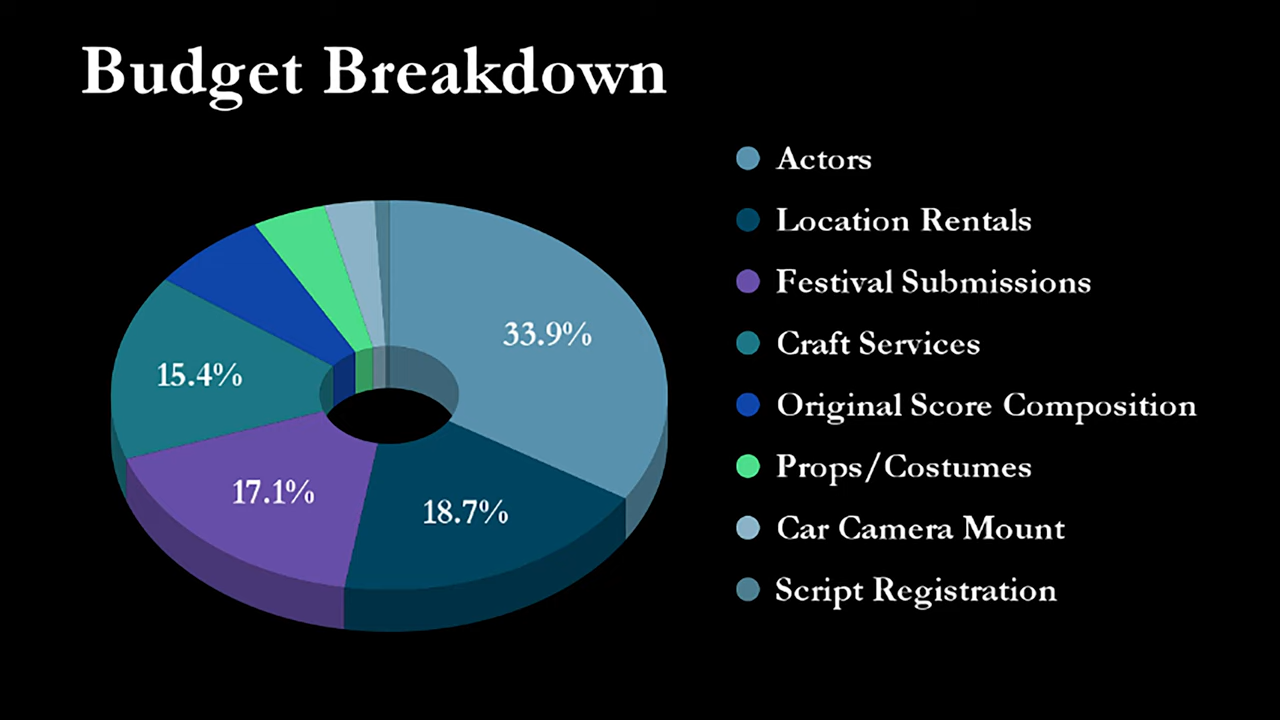 Budget Breakdown
Actors
Location Rentals
Festival Submissions
Craft Services
Original Score Composition
Props/Costumes
Car Camera Mount
Script Registration
33.9%
15.4%
17.1%
18.7%